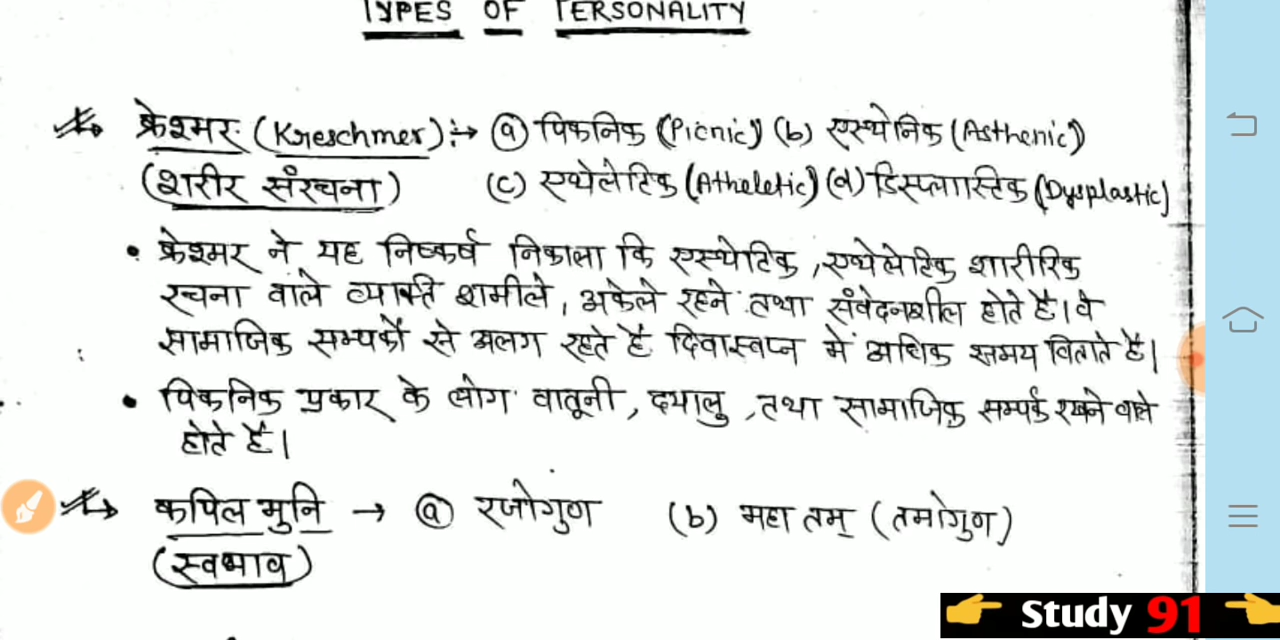 TYPES OF PERSONALITY
क्रेश्मर (Kreschmer) :→ (a) पिकनिक (Picnic) (b) एस्थेनिक (Asthenic)
(शरीर संरचना) (c) एथेलेटिक (Atheletic) (d) डिस्प्लास्टिक (Dysplastic)
• क्रेश्मर ने यह निष्कर्ष निकाला कि एस्थेटिक, एथेलेटिक शारीरिक
रचना वाले व्यक्ति शर्मीले, अकेले रहने तथा संवेदनशील होते है। वे
सामाजिक सम्पर्कों से अलग रहते है दिवास्वप्न में अधिक समय बिताते है।
• पिकनिक प्रकार के लोग बातूनी, दयालु, तथा सामाजिक सम्पर्क रखने वाले
होते है।
कपिल मुनि → (a) रजोगुण (b) महातम् (तमोगुण)
(स्वभाव)
Study 91